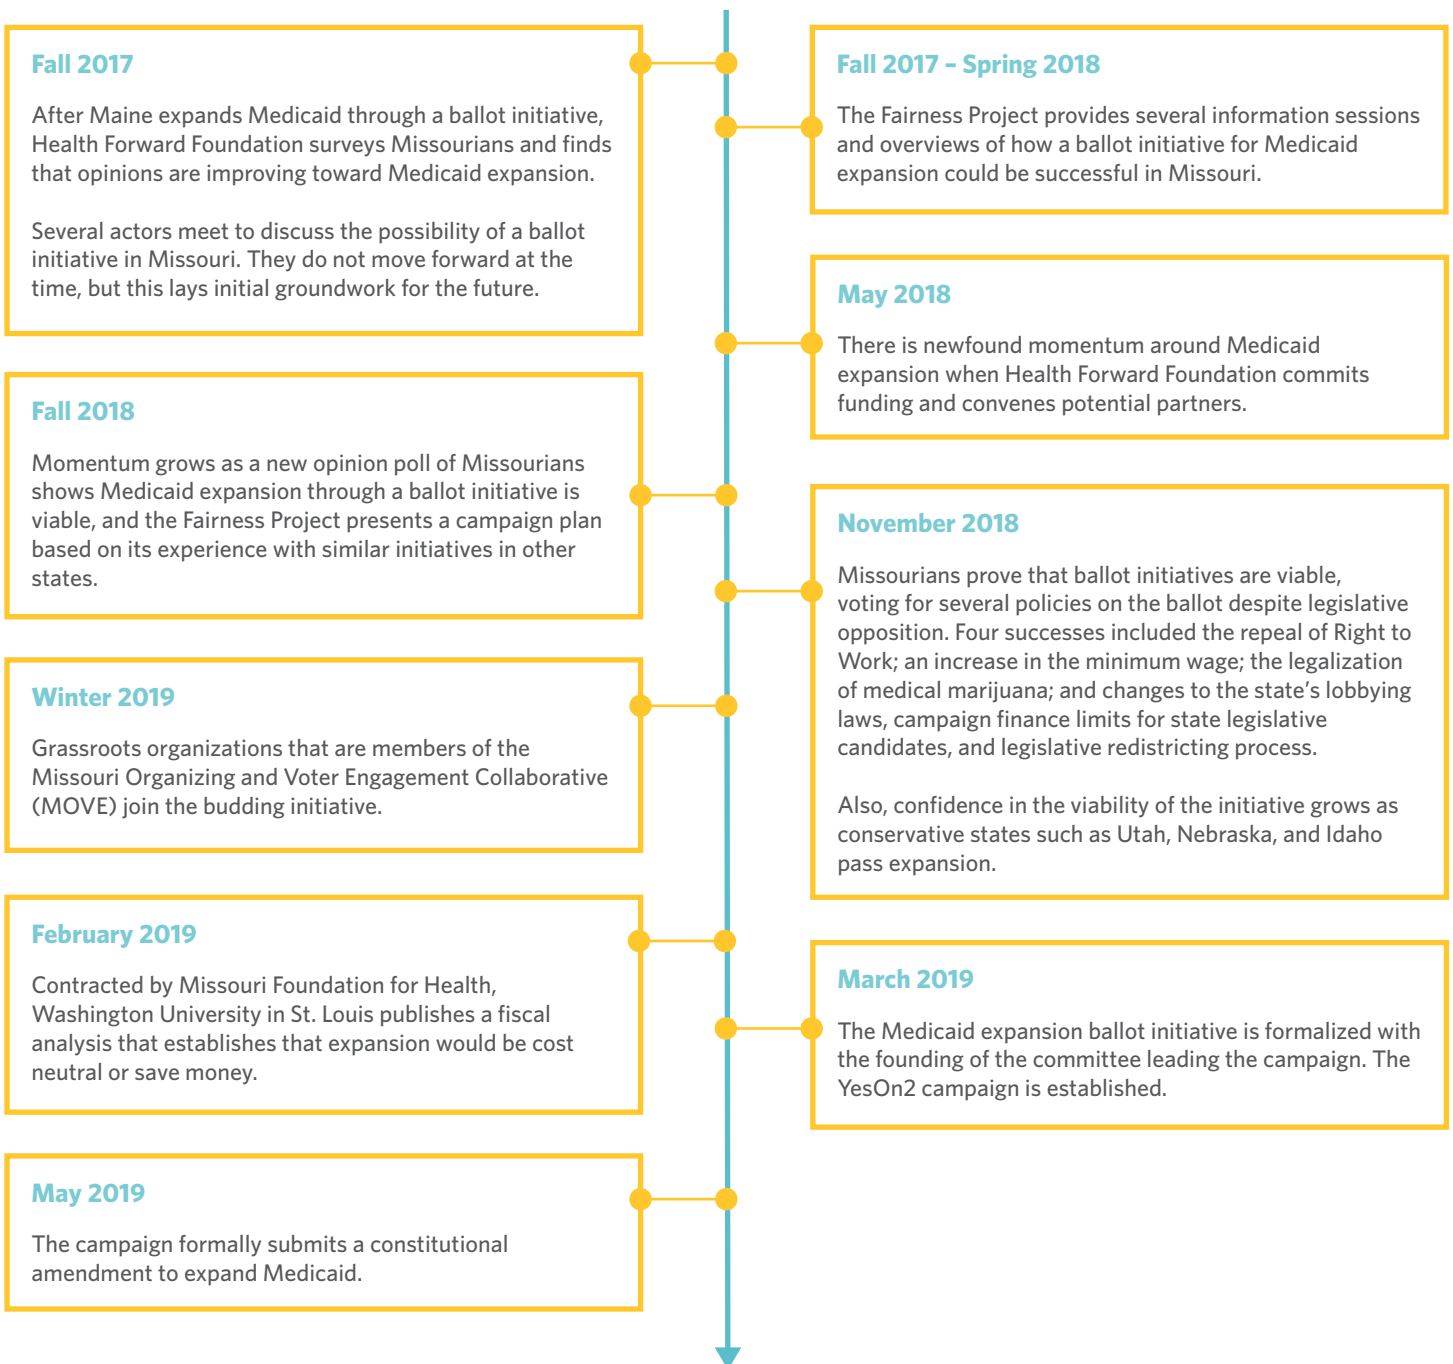 Fall 2017
After Maine expands Medicaid through a ballot initiative,
Health Forward Foundation surveys Missourians and finds
that opinions are improving toward Medicaid expansion.
Several actors meet to discuss the possibility of a ballot
initiative in Missouri. They do not move forward at the
time, but this lays initial groundwork for the future.
Fall 2017 – Spring 2018
The Fairness Project provides several information sessions
and overviews of how a ballot initiative for Medicaid
expansion could be successful in Missouri.
May 2018
There is newfound momentum around Medicaid
expansion when Health Forward Foundation commits
funding and convenes potential partners.
Fall 2018
Momentum grows as a new opinion poll of Missourians
shows Medicaid expansion through a ballot initiative is
viable, and the Fairness Project presents a campaign plan
based on its experience with similar initiatives in other
states.
November 2018
Missourians prove that ballot initiatives are viable,
voting for several policies on the ballot despite legislative
opposition. Four successes included the repeal of Right to
Work; an increase in the minimum wage; the legalization
of medical marijuana; and changes to the state's lobbying
laws, campaign finance limits for state legislative
candidates, and legislative redistricting process.
Also, confidence in the viability of the initiative grows as
conservative states such as Utah, Nebraska, and Idaho
pass expansion.
Winter 2019
Grassroots organizations that are members of the
Missouri Organizing and Voter Engagement Collaborative
(MOVE) join the budding initiative.
February 2019
Contracted by Missouri Foundation for Health,
Washington University in St. Louis publishes a fiscal
analysis that establishes that expansion would be cost
neutral or save money.
March 2019
The Medicaid expansion ballot initiative is formalized with
the founding of the committee leading the campaign. The
YesOn2 campaign is established.
May 2019
The campaign formally submits a constitutional
amendment to expand Medicaid.